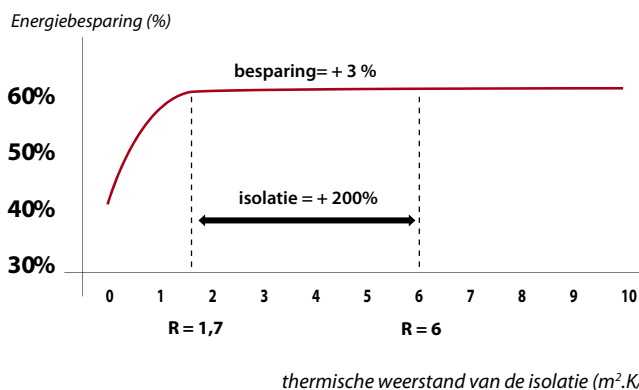 Energiebesparing (%)
besparing= + 3 %
60%
50%
isolatie = + 200%
40%
30%
0 1 2 3 4 5 6 7 8 9 10
R = 1,7 R = 6
thermische weerstand van de isolatie (m².K/